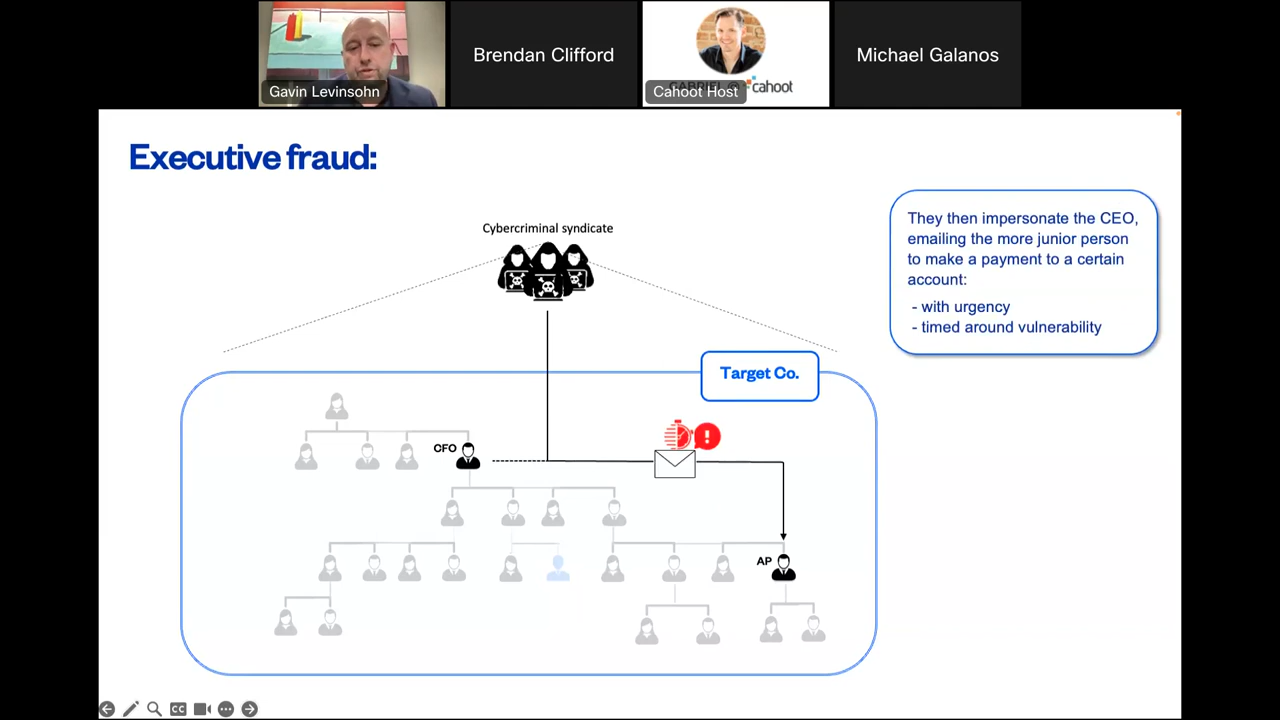 Gavin Levinsohn
Brendan Clifford
cahoot
Cahoot Host
Michael Galanos
Executive fraud:
Cybercriminal syndicate
They then impersonate the CEO,
emailing the more junior person
to make a payment to a certain
account:
- with urgency
- timed around vulnerability
Target Co.
CFO
AP
CC